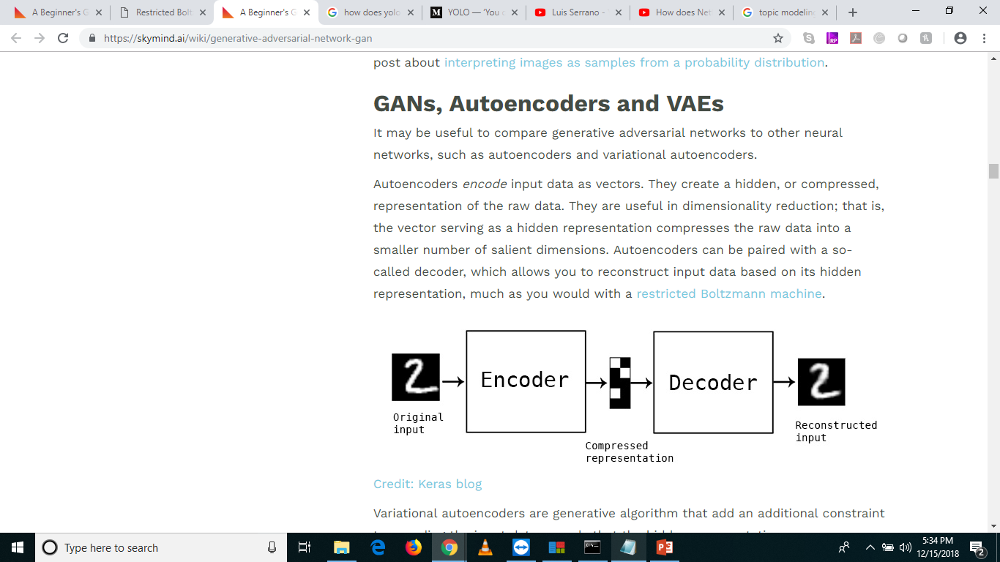 A Beginner's G
Restricted Bolt
A Beginner's G
how does yolo
YOLO — 'You
Luis Serrano -
How does Net
topic modelin
https://skymind.ai/wiki/generative-adversarial-network-gan
post about interpreting images as samples from a probability distribution.
GANs, Autoencoders and VAEs
It may be useful to compare generative adversarial networks to other neural
networks, such as autoencoders and variational autoencoders.
Autoencoders encode input data as vectors. They create a hidden, or compressed,
representation of the raw data. They are useful in dimensionality reduction; that is,
the vector serving as a hidden representation compresses the raw data into a
smaller number of salient dimensions. Autoencoders can be paired with a so-
called decoder, which allows you to reconstruct input data based on its hidden
representation, much as you would with a restricted Boltzmann machine.
2
Original
input
Encoder
Compressed
representation
Decoder
2
Reconstructed
input
Credit: Keras blog
Variational autoencoders are generative algorithm that add an additional constraint
Type here to search
5:34 PM
12/15/2018
2